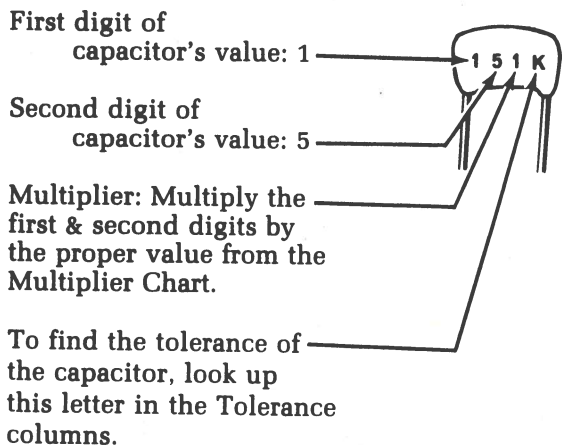 First digit of
capacitor's value: 1
1 5 1 K
Second digit of
capacitor's value: 5
Multiplier: Multiply the
first & second digits by
the proper value from the
Multiplier Chart.
To find the tolerance of
the capacitor, look up
this letter in the Tolerance
columns.